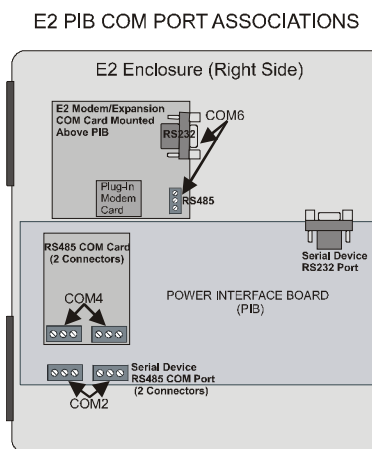 E2 PIB COM PORT ASSOCIATIONS
E2 Enclosure (Right Side)
E2 Modem/Expansion
COM Card Mounted
Above PIB
RS232
COM6
Plug-In
Modem
Card
RS485
RS485 COM Card
(2 Connectors)
Serial Device
RS232 Port
COM4
POWER INTERFACE BOARD
(PIB)
Serial Device
RS485 COM Port
(2 Connectors)
COM2